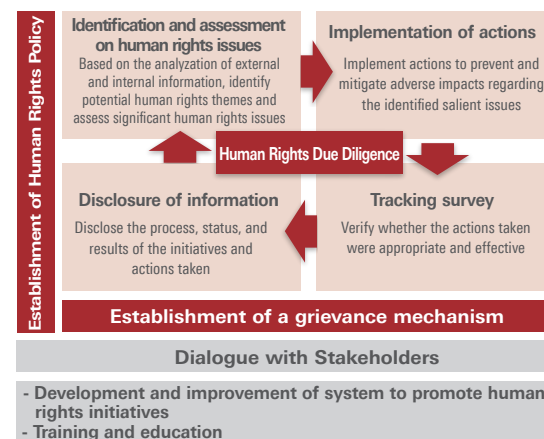 Establishment of Human Rights Policy
Identification and assessment
on human rights issues
Based on the analyzation of external
and internal information, identify
potential human rights themes and
assess significant human rights issues
Implementation of actions
Implement actions to prevent and
mitigate adverse impacts regarding
the identified salient issues
Human Rights Due Diligence
Disclosure of information
Disclose the process, status, and
results of the initiatives and
actions taken
Tracking survey
Verify whether the actions taken
were appropriate and effective
Establishment of a grievance mechanism
Dialogue with Stakeholders
- Development and improvement of system to promote human
rights initiatives
- Training and education